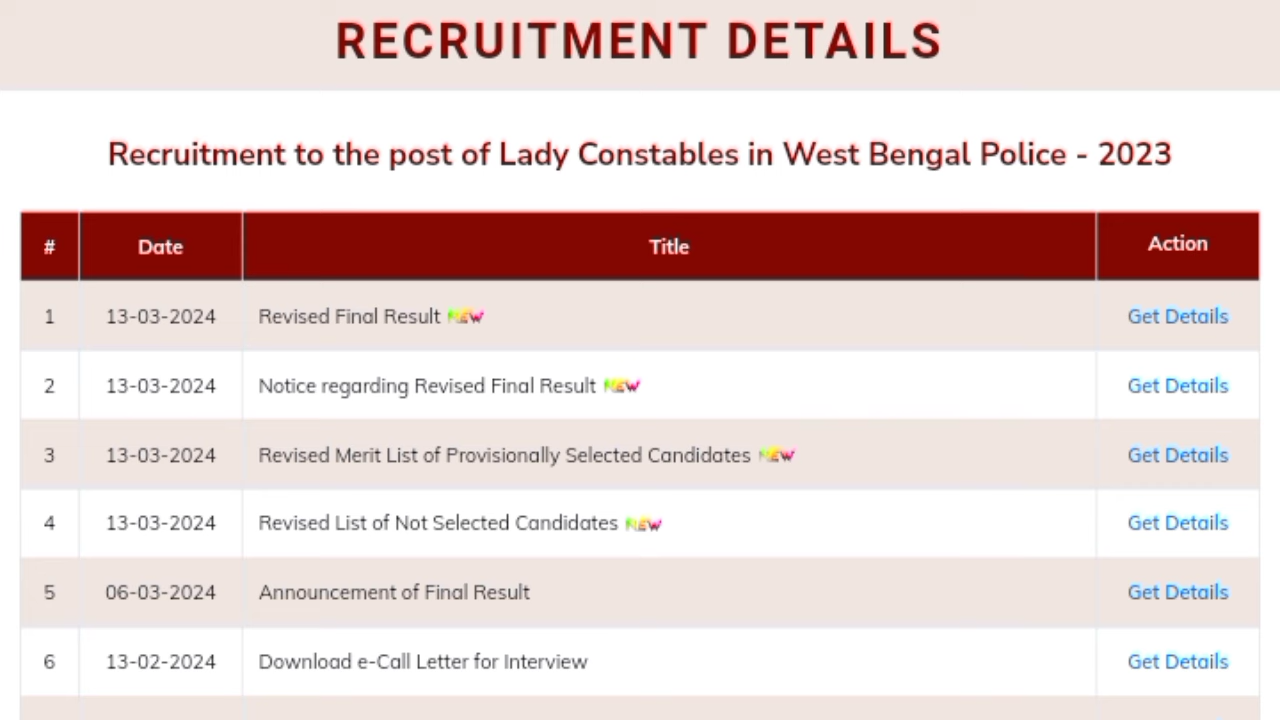 RECRUITMENT DETAILS
Recruitment to the post of Lady Constables in West Bengal Police - 2023
# Date Title Action
1 13-03-2024 Revised Final Result NEW Get Details
2 13-03-2024 Notice regarding Revised Final Result NEW Get Details
3 13-03-2024 Revised Merit List of Provisionally Selected Candidates NEW Get Details
4 13-03-2024 Revised List of Not Selected Candidates NEW Get Details
5 06-03-2024 Announcement of Final Result Get Details
6 13-02-2024 Download e-Call Letter for Interview Get Details